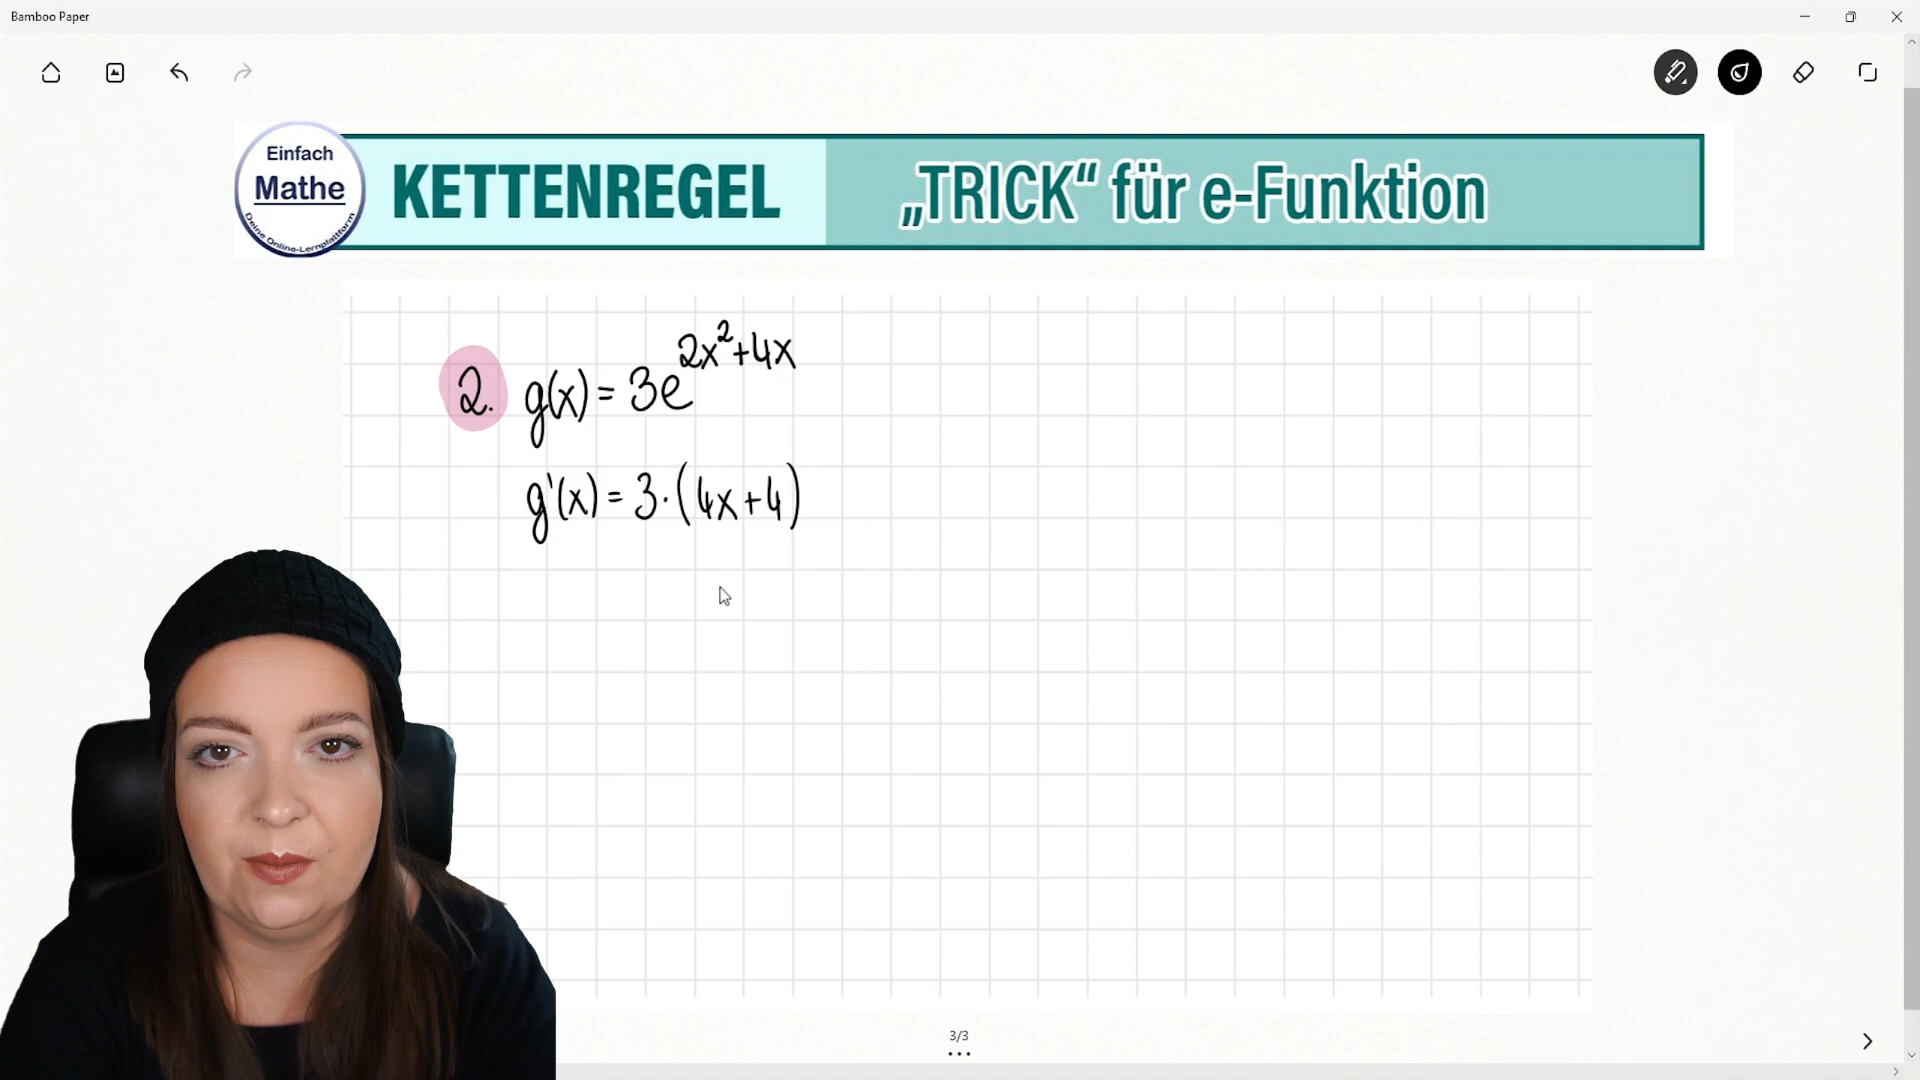 Bamboo Paper
Einfach
Mathe
Deine Online-Lernplattform
KETTENREGEL
„TRICK“ für e-Funktion
2. g(x) = 3e^{2x²+4x}
g'(x) = 3·(4x+4)
3/3